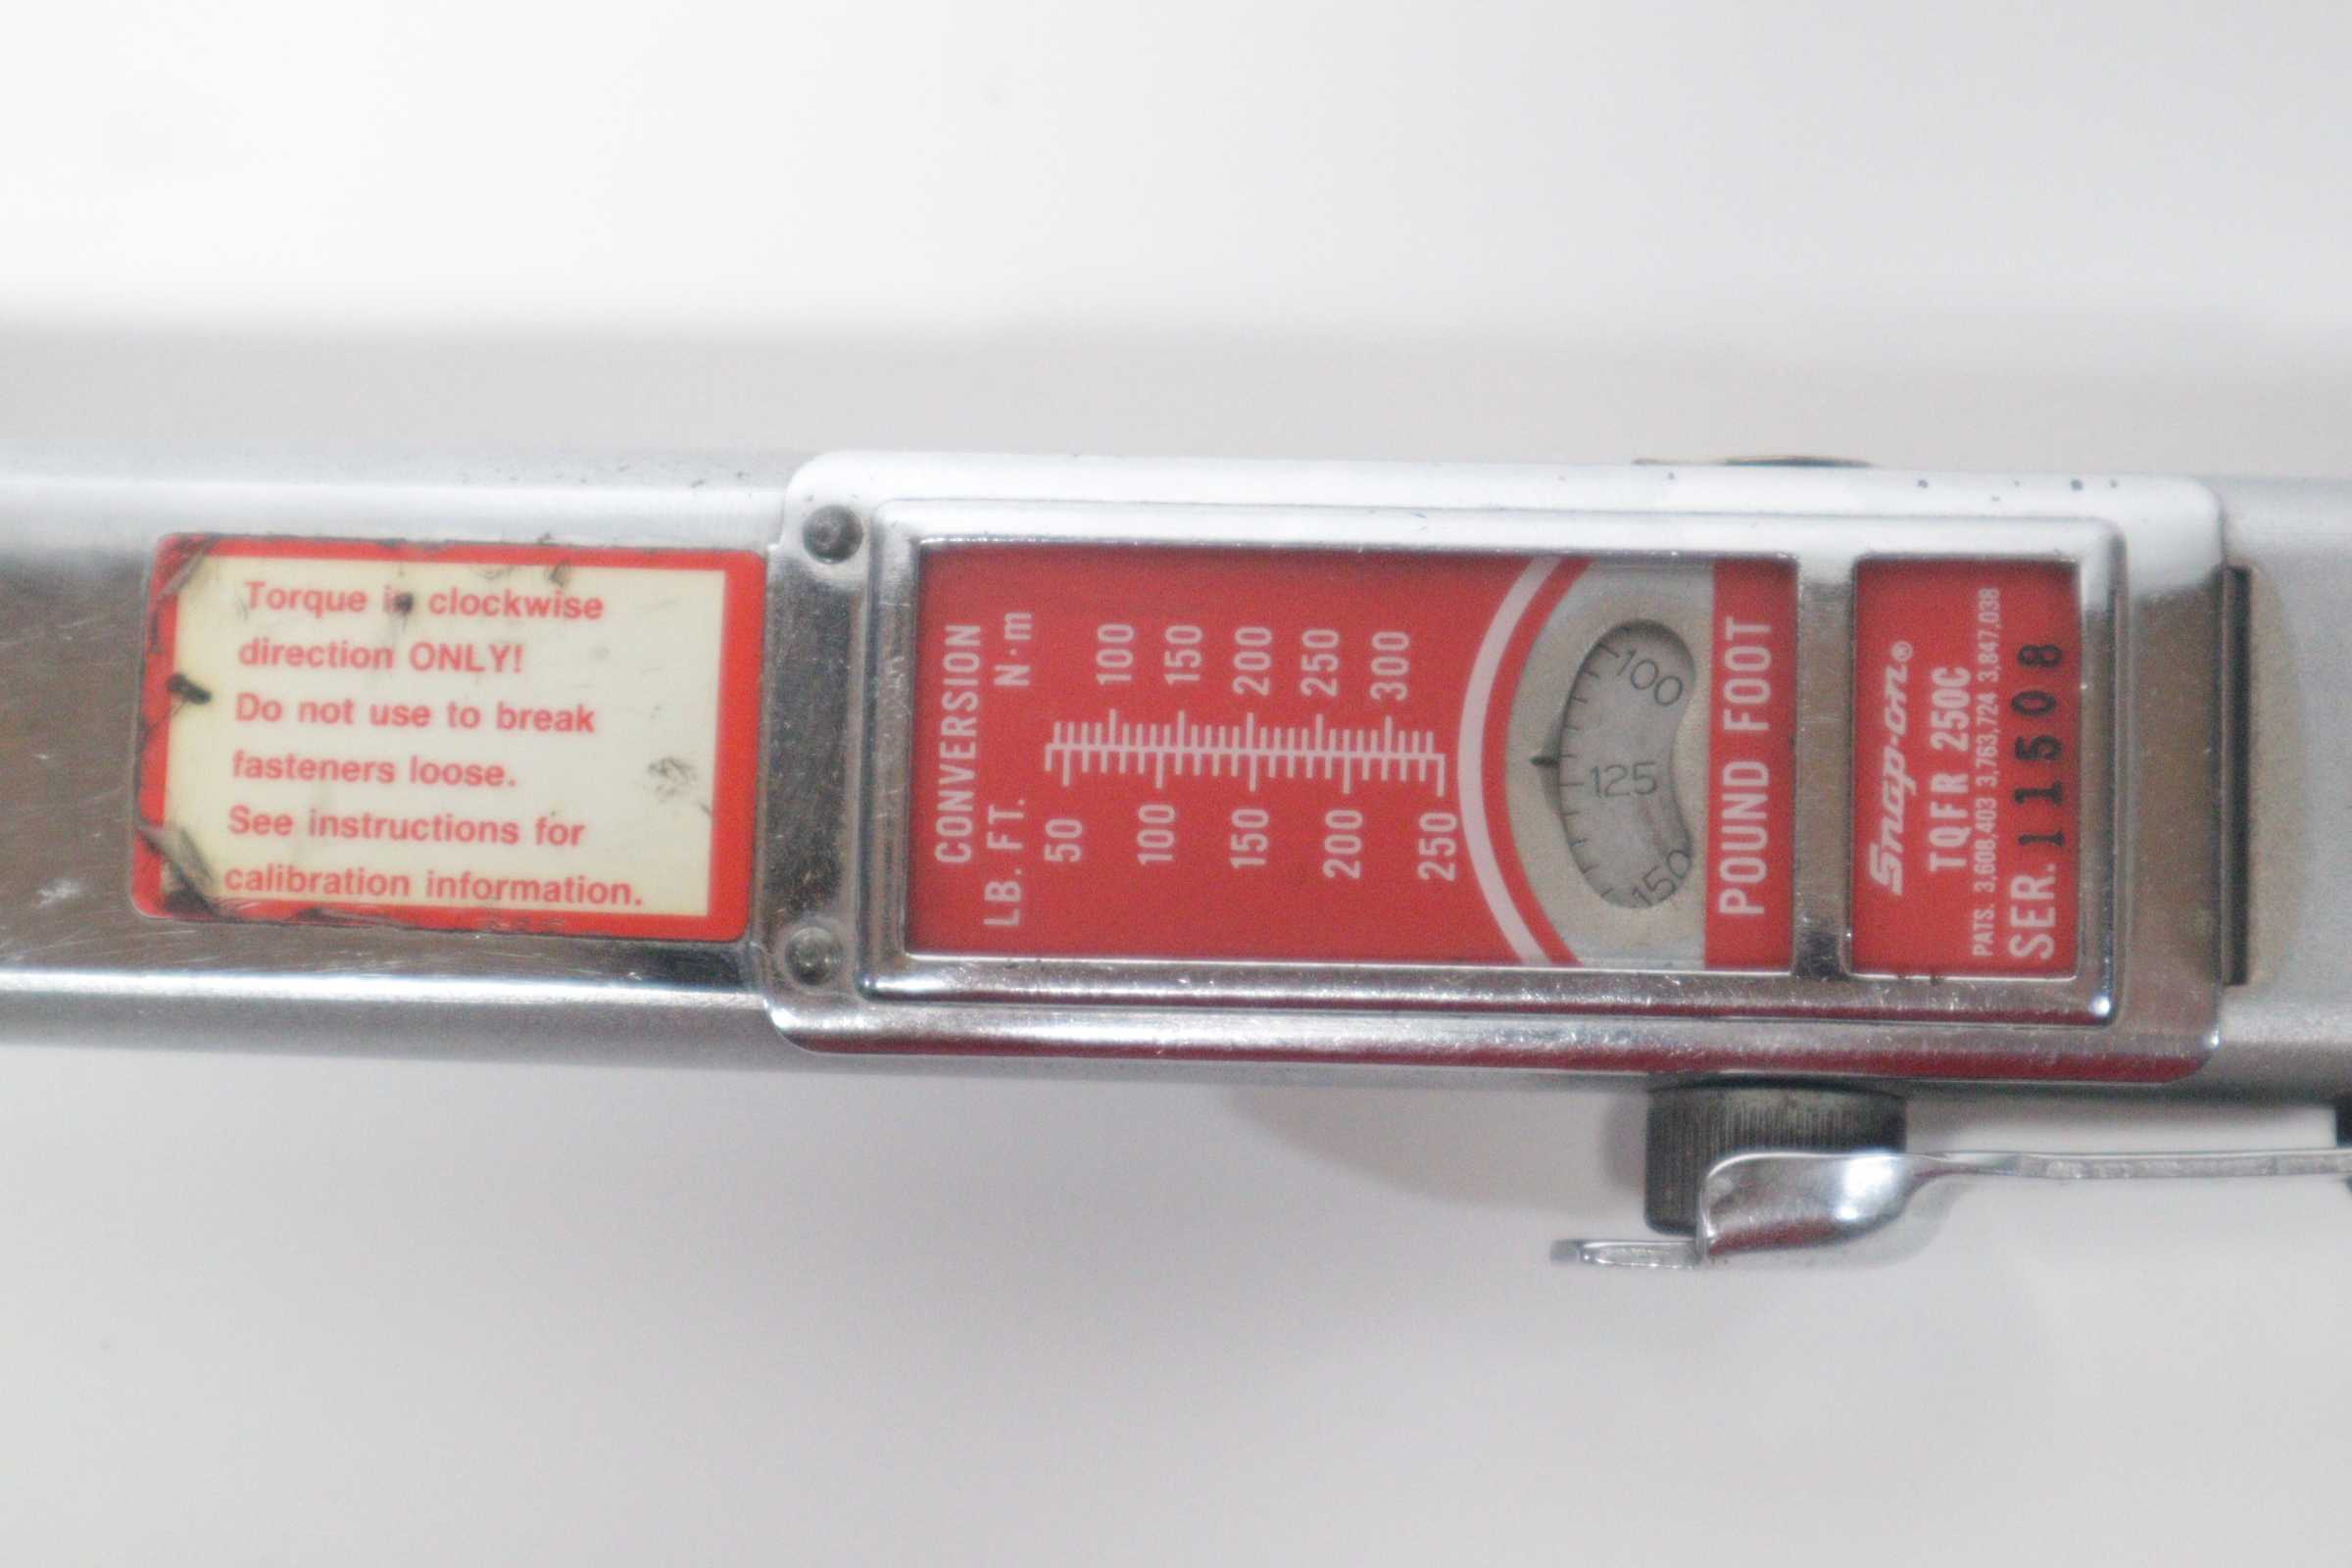 Torque in clockwise
direction ONLY!
Do not use to break
fasteners loose.
See instructions for
calibration information.
CONVERSION
LB. FT. N·m
50 100 150 200 250
100 150 200 250 300
100
125
150
POUND FOOT
Snap-on®
TQFR 250C
PATS. 3,608,403 3,763,724 3,847,038
SER. 11508